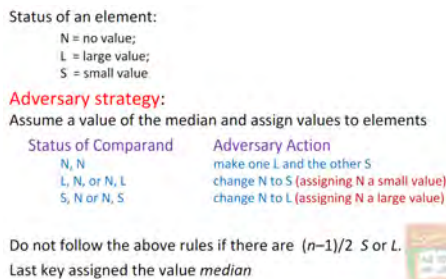 Status of an element:
N = no value;
L = large value;
S = small value
Adversary strategy:
Assume a value of the median and assign values to elements
Status of Comparand Adversary Action
N, N make one L and the other S
L, N, or N, L change N to S (assigning N a small value)
S, N or N, S change N to L (assigning N a large value)
Do not follow the above rules if there are (n–1)/2 S or L.
Last key assigned the value median